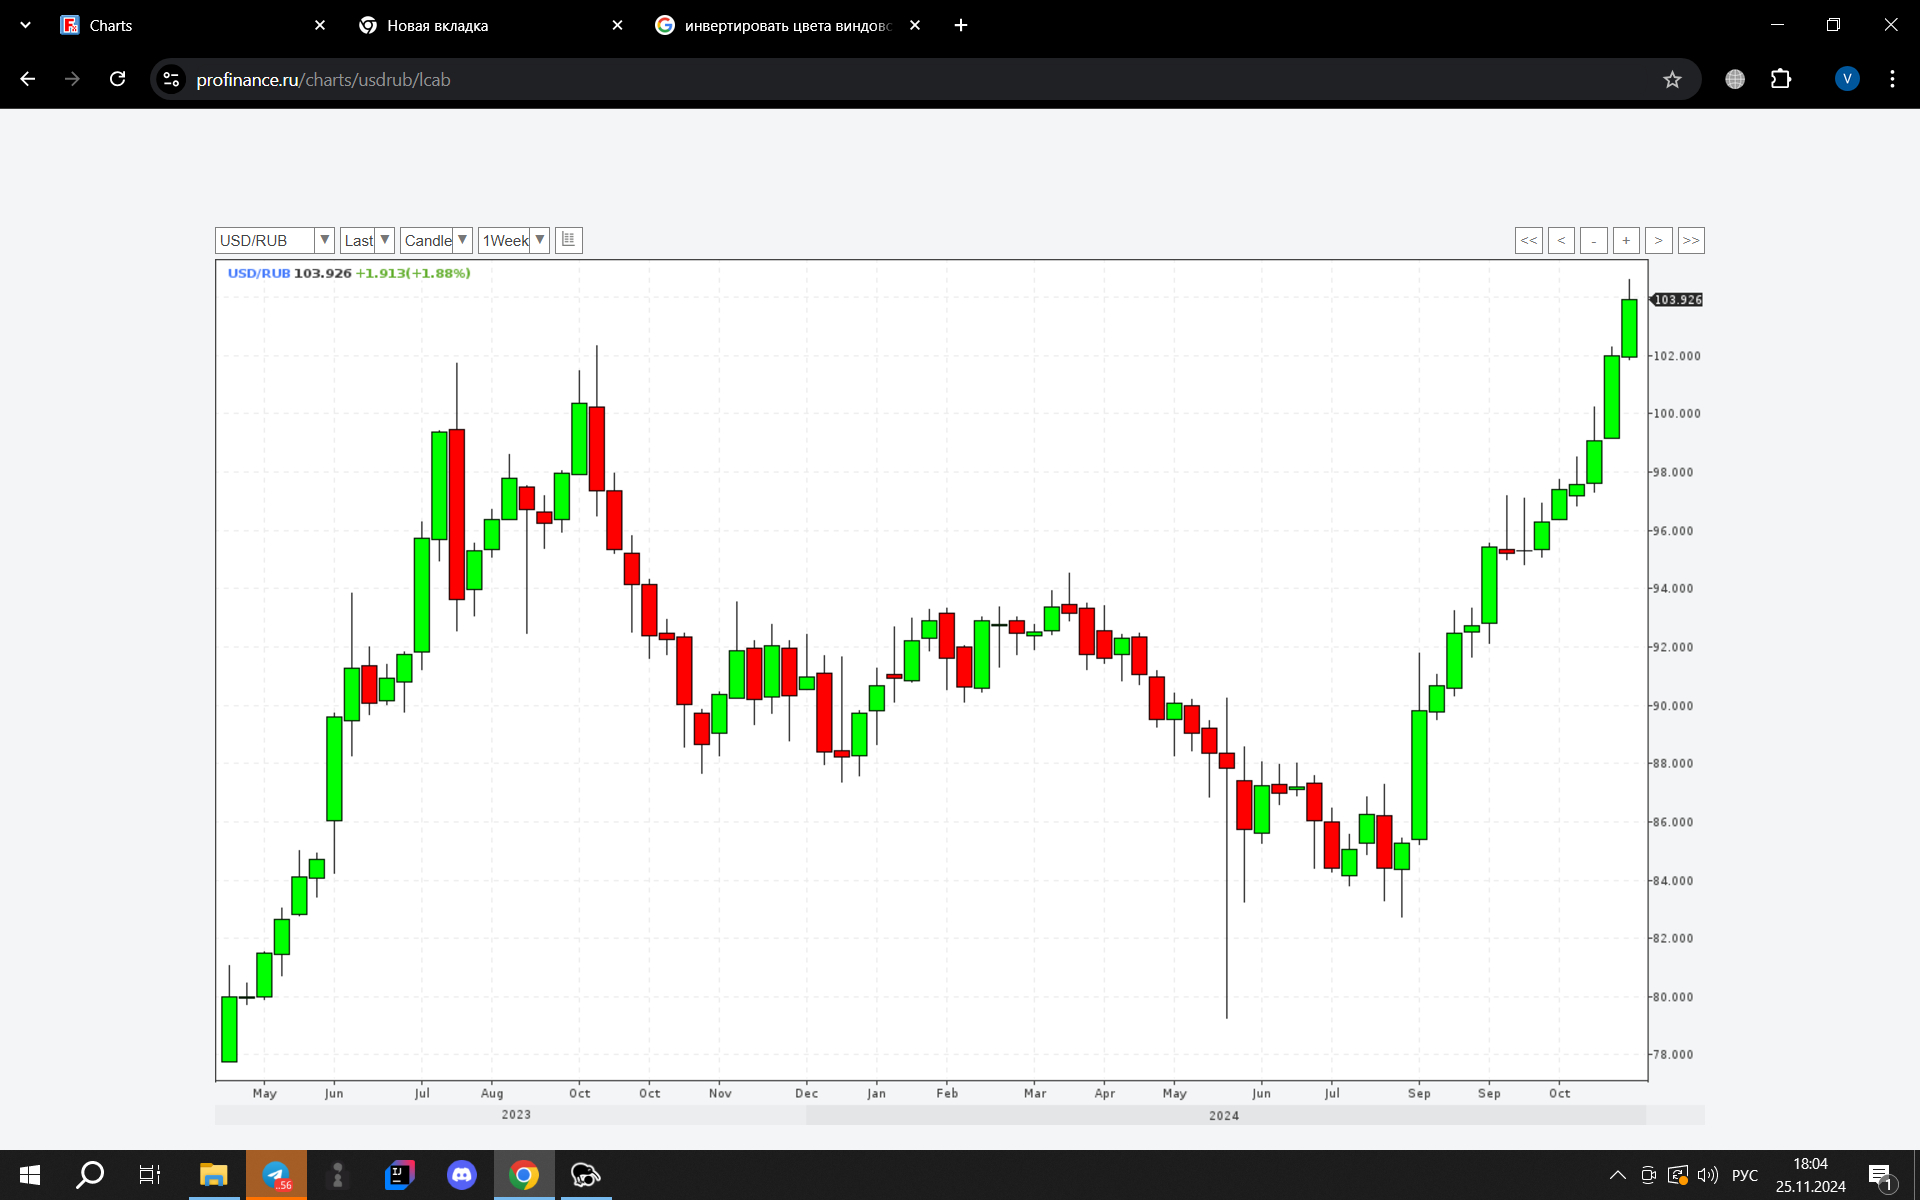 Charts
Новая вкладка
инвертировать цвета виндовс
profinance.ru/charts/usdrub/lcab
USD/RUB ▼ Last ▼ Candle ▼ 1Week ▼
<< < - + > >>
USD/RUB 103.926 +1.913(+1.88%)
103.926
102.000
100.000
98.000
96.000
94.000
92.000
90.000
88.000
86.000
84.000
82.000
80.000
78.000
May Jun Jul Aug Oct Oct Nov Dec Jan Feb Mar Apr May Jun Jul Sep Sep Oct
2023 2024
V
..56
IJ
РУС
18:04
25.11.2024
1